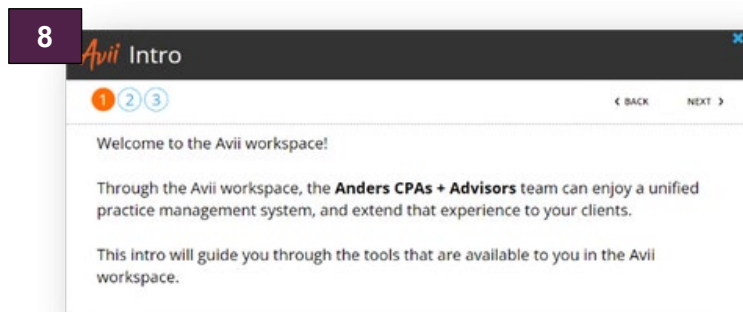 8
Avii Intro
1 2 3 BACK NEXT
Welcome to the Avii workspace!
Through the Avii workspace, the Anders CPAs + Advisors team can enjoy a unified
practice management system, and extend that experience to your clients.
This intro will guide you through the tools that are available to you in the Avii
workspace.